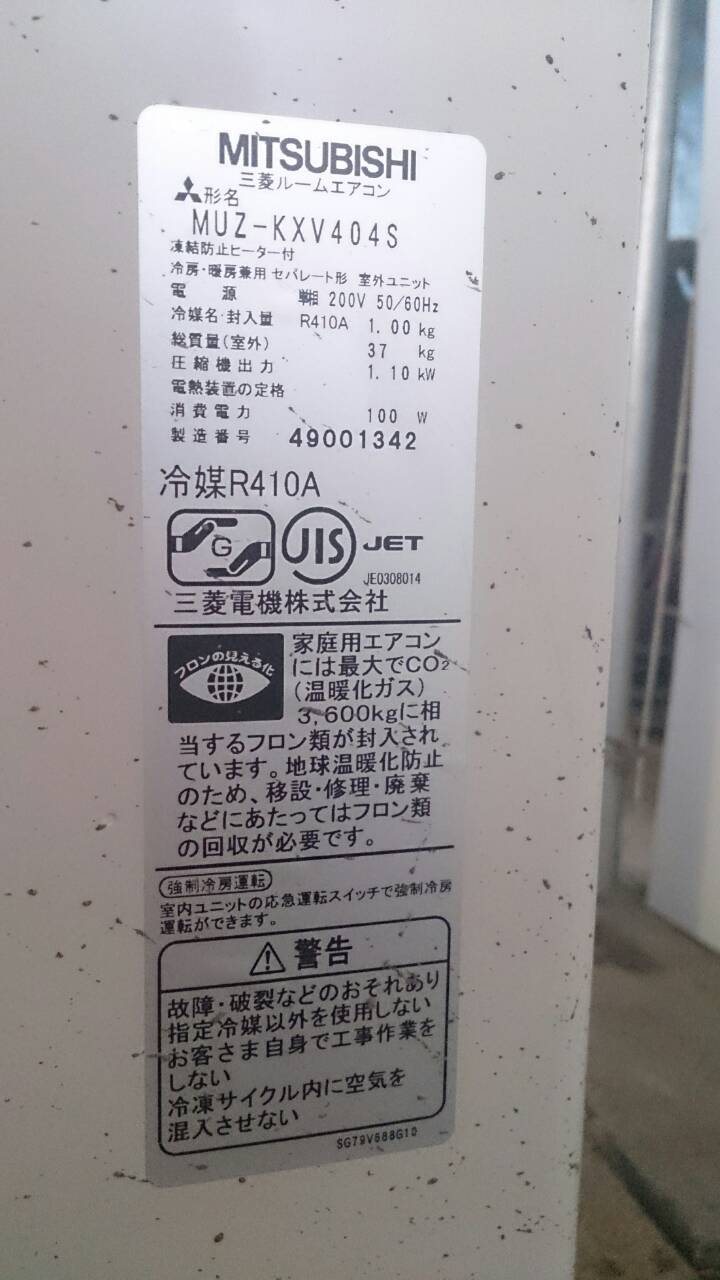 MITSUBISHI
三菱ルームエアコン
形名
MUZ-KXV404S
凍結防止ヒーター付
冷房・暖房兼用 セパレート形 室外ユニット
電源 単相 200V 50/60Hz
冷媒名・封入量 R410A 1.00 kg
総質量(室外) 37 kg
圧縮機出力 1.10 kW
電熱装置の定格
消費電力 100 W
製造番号 49001342
冷媒R410A
G JIS JET
JE0308014
三菱電機株式会社
フロンの見える化
家庭用エアコン
には最大でCO2
(温暖化ガス)
3,600kgに相
当するフロン類が封入され
ています。地球温暖化防止
のため、移設・修理・廃棄
などにあたってはフロン類
の回収が必要です。
強制冷房運転
室内ユニットの応急運転スイッチで強制冷房
運転ができます。
警告
故障・破裂などのおそれあり
指定冷媒以外を使用しない
お客さま自身で工事作業を
しない
冷凍サイクル内に空気を
混入させない
SG79V688G10